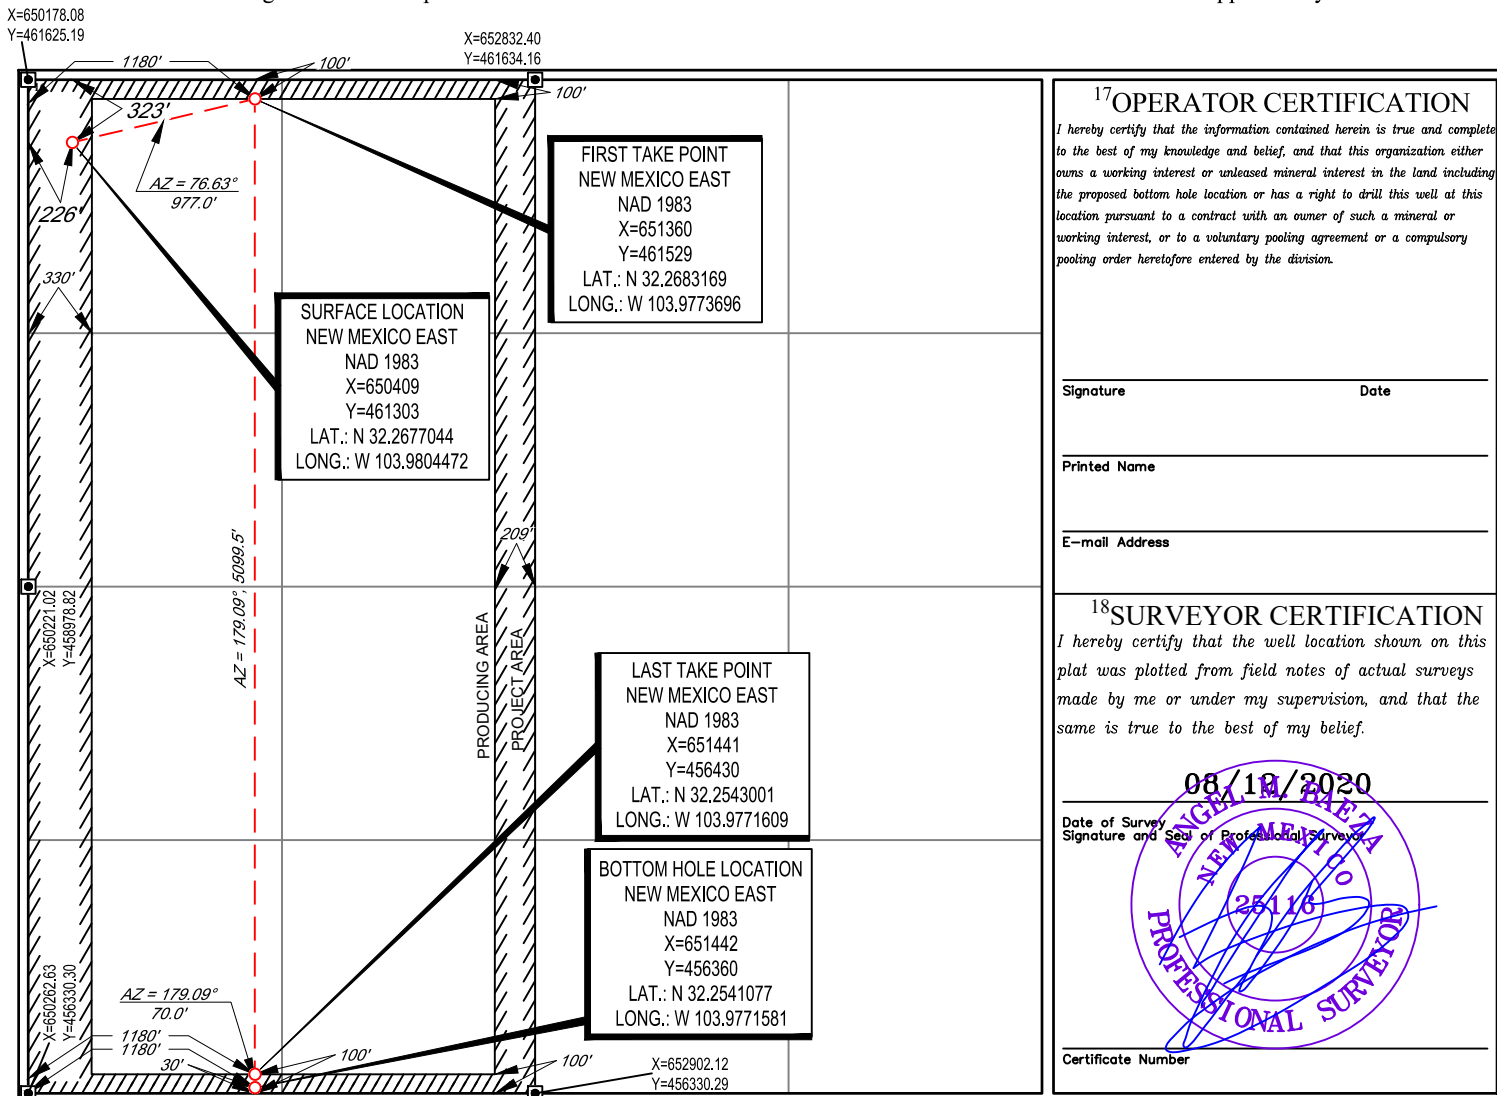 X=650178.08
Y=461625.19
X=652832.40
Y=461634.16
1180'
100'
100'
323'
AZ = 76.63°
977.0'
226'
330'
FIRST TAKE POINT
NEW MEXICO EAST
NAD 1983
X=651360
Y=461529
LAT.: N 32.2683169
LONG.: W 103.9773696
SURFACE LOCATION
NEW MEXICO EAST
NAD 1983
X=650409
Y=461303
LAT.: N 32.2677044
LONG.: W 103.9804472
AZ = 179.09°, 5099.5'
209'
X=650221.02
Y=458978.82
PRODUCING AREA
PROJECT AREA
LAST TAKE POINT
NEW MEXICO EAST
NAD 1983
X=651441
Y=456430
LAT.: N 32.2543001
LONG.: W 103.9771609
BOTTOM HOLE LOCATION
NEW MEXICO EAST
NAD 1983
X=651442
Y=456360
LAT.: N 32.2541077
LONG.: W 103.9771581
X=650262.63
Y=456330.30
AZ = 179.09°
70.0'
1180'
1180'
30'
100'
100'
X=652902.12
Y=456330.29
17 OPERATOR CERTIFICATION
I hereby certify that the information contained herein is true and complete
to the best of my knowledge and belief, and that this organization either
owns a working interest or unleased mineral interest in the land including
the proposed bottom hole location or has a right to drill this well at this
location pursuant to a contract with an owner of such a mineral or
working interest, or to a voluntary pooling agreement or a compulsory
pooling order heretofore entered by the division.
Signature Date
Printed Name
E-mail Address
18 SURVEYOR CERTIFICATION
I hereby certify that the well location shown on this
plat was plotted from field notes of actual surveys
made by me or under my supervision, and that the
same is true to the best of my belief.
08/19/2020
Date of Survey
Signature and Seal of Professional Surveyor
ANGEL M. BAEZA
NEW MEXICO
25116
PROFESSIONAL SURVEYOR
Certificate Number